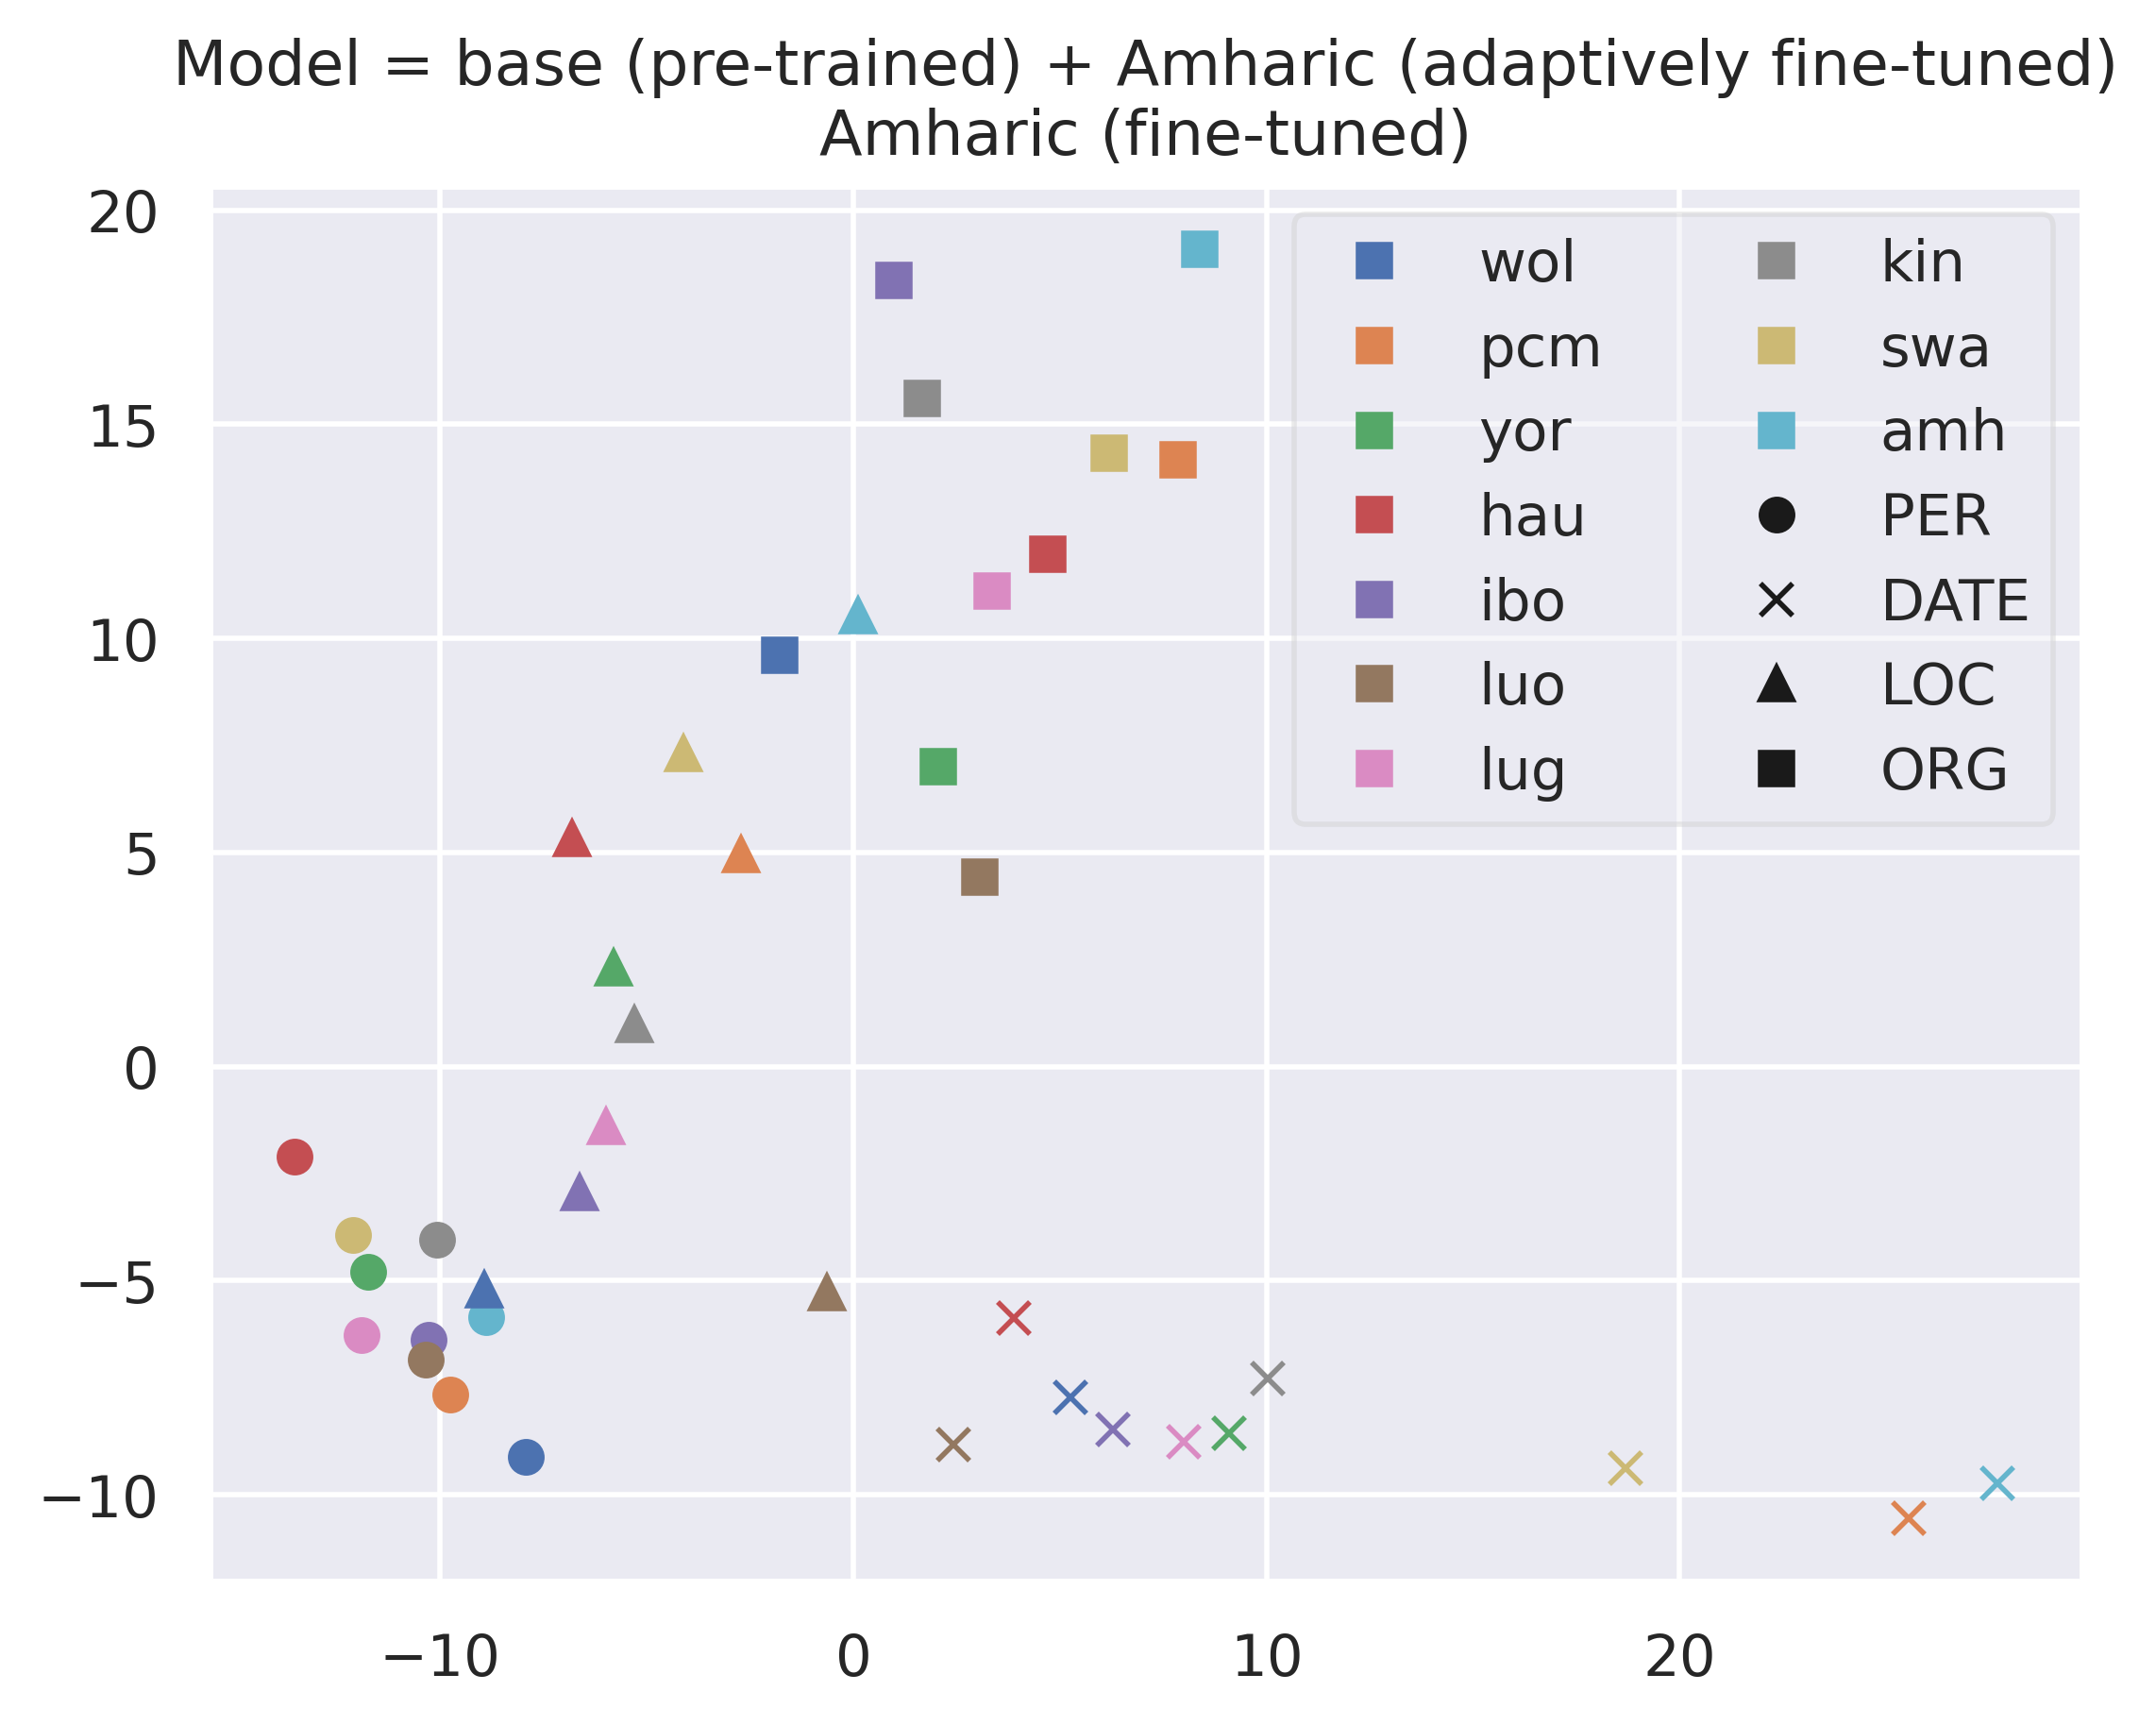 Model = base (pre-trained) + Amharic (adaptively fine-tuned)
Amharic (fine-tuned)
20
15
10
5
0
−5
−10
−10
0
10
20
wol
pcm
yor
hau
ibo
luo
lug
kin
swa
amh
PER
DATE
LOC
ORG